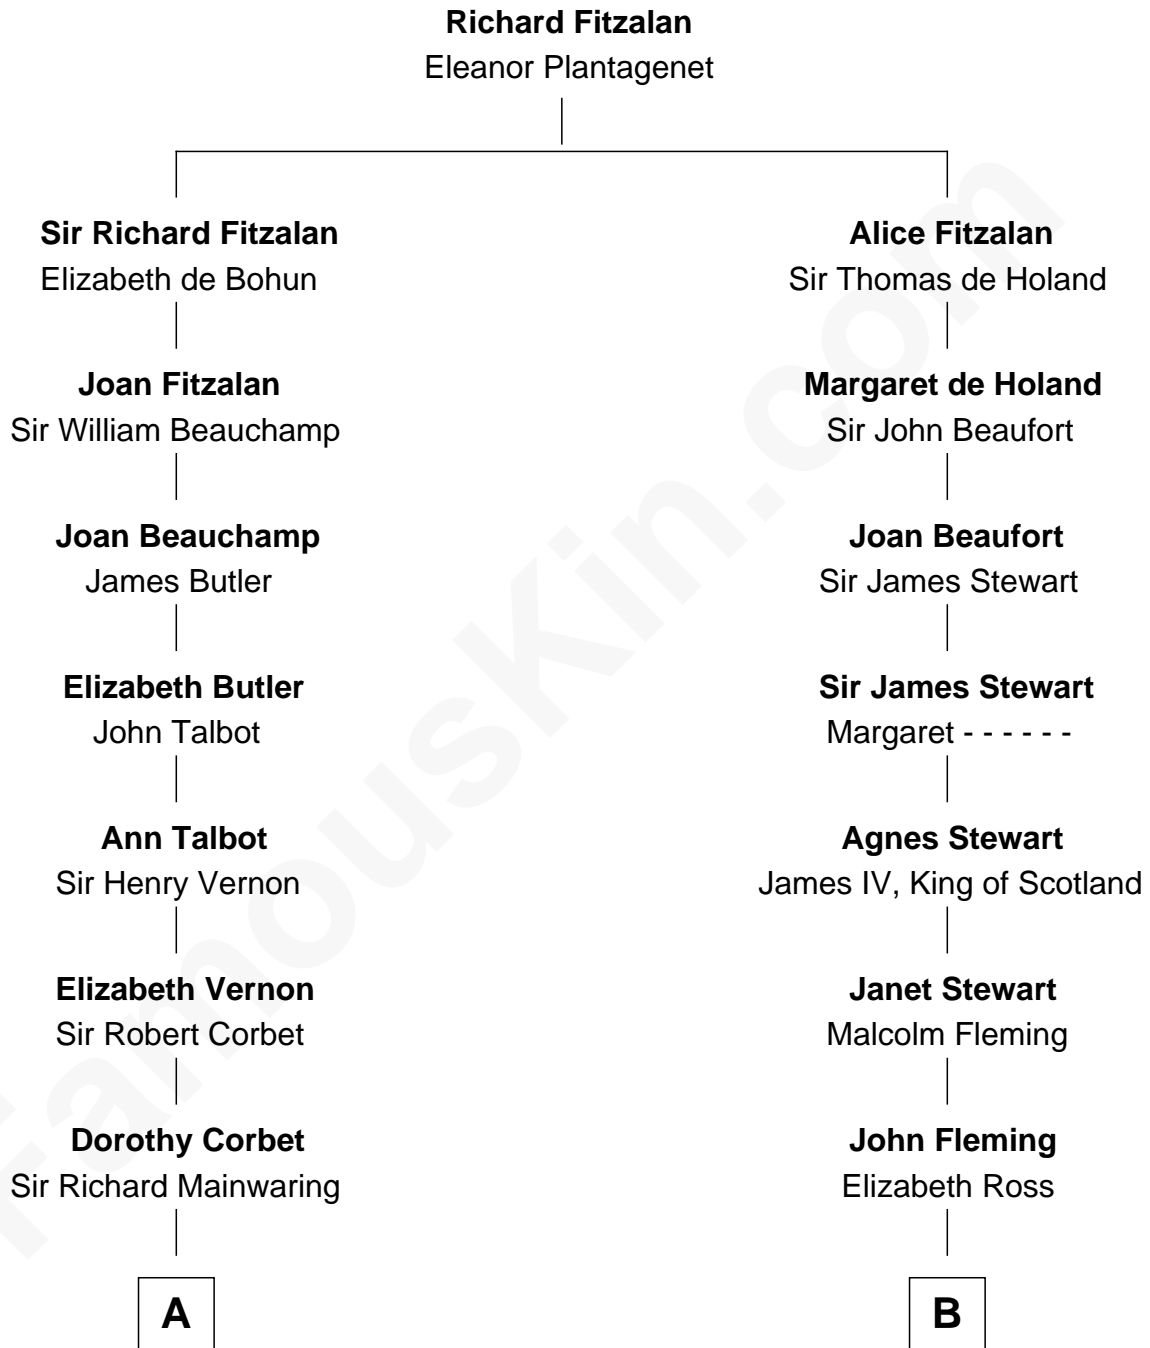 Richard Fitzalan
Eleanor Plantagenet
Sir Richard Fitzalan
Elizabeth de Bohun
Alice Fitzalan
Sir Thomas de Holand
Joan Fitzalan
Sir William Beauchamp
Margaret de Holand
Sir John Beaufort
Joan Beauchamp
James Butler
Joan Beaufort
Sir James Stewart
Elizabeth Butler
John Talbot
Sir James Stewart
Margaret - - - - - -
Ann Talbot
Sir Henry Vernon
Agnes Stewart
James IV, King of Scotland
Elizabeth Vernon
Sir Robert Corbet
Janet Stewart
Malcolm Fleming
Dorothy Corbet
Sir Richard Mainwaring
John Fleming
Elizabeth Ross
A
B
FamousKin.com